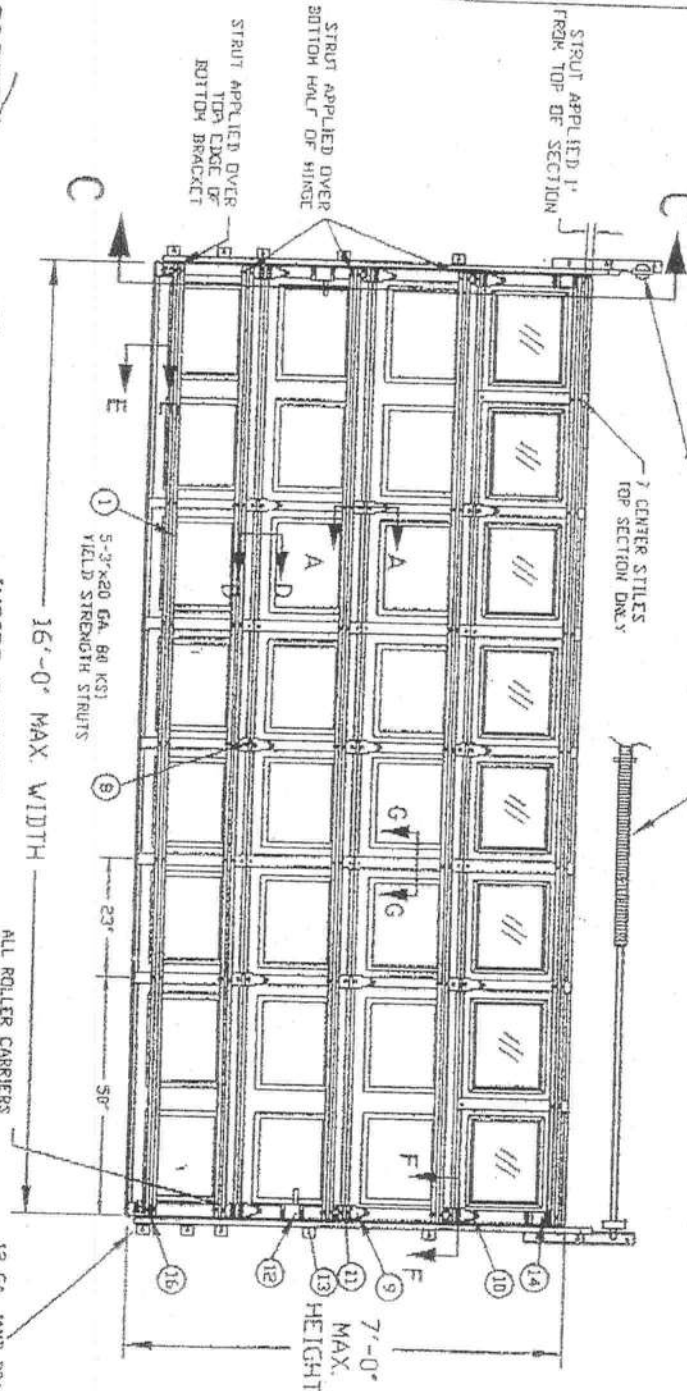 STRUT APPLIED 1"
FROM TOP OF SECTION
C
7 CENTER STILES
TOP SECTION ONLY
STRUT APPLIED OVER
BOTTOM HALF OF HINGE
STRUT APPLIED OVER
TOP EDGE OF
BOTTOM BRACKET
C
E
A
A
D
D
G
G
F
F
1
5-3"x20 GA. 80 KSI
YIELD STRENGTH STRUTS
8
23"
50"
16'-0" MAX. WIDTH
7'-0"
MAX.
HEIGHT
14
10
9
11
13
12
16
ALL ROLLER CARRIERS